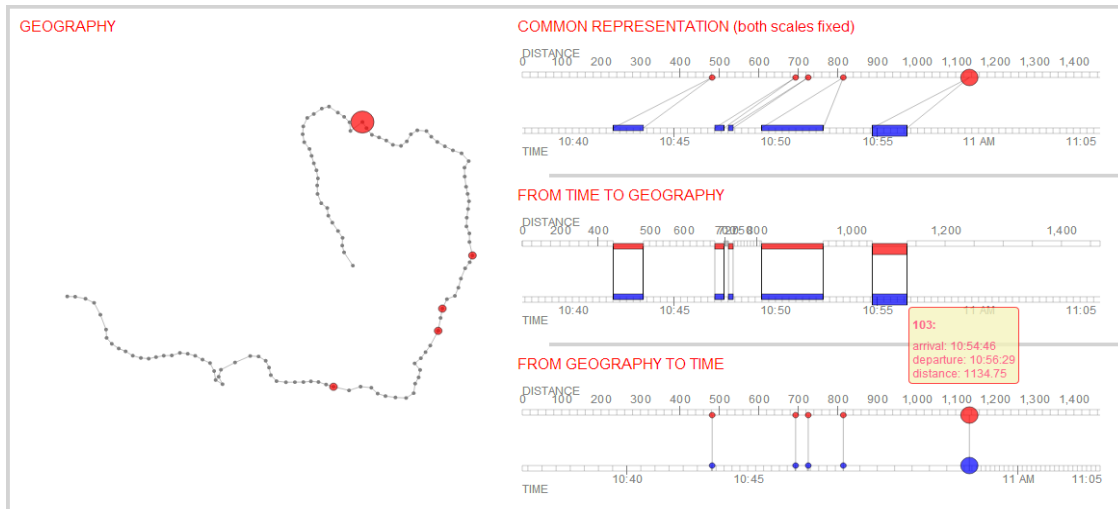 GEOGRAPHY
COMMON REPRESENTATION (both scales fixed)
DISTANCE
0 100 200 300 400 500 600 700 800 900 1,000 1,100 1,200 1,300 1,400
10:40 10:45 10:50 10:55 11 AM 11:05
TIME
FROM TIME TO GEOGRAPHY
DISTANCE
0 200 400 500 600 800 1,000 1,200 1,400
10:40 10:45 10:50 10:55 11 AM 11:05
TIME
103:
arrival: 10:54:46
departure: 10:56:29
distance: 1134.75
FROM GEOGRAPHY TO TIME
DISTANCE
0 100 200 300 400 500 600 700 800 900 1,000 1,100 1,200 1,300 1,400
10:40 10:45 11 AM 11:05
TIME